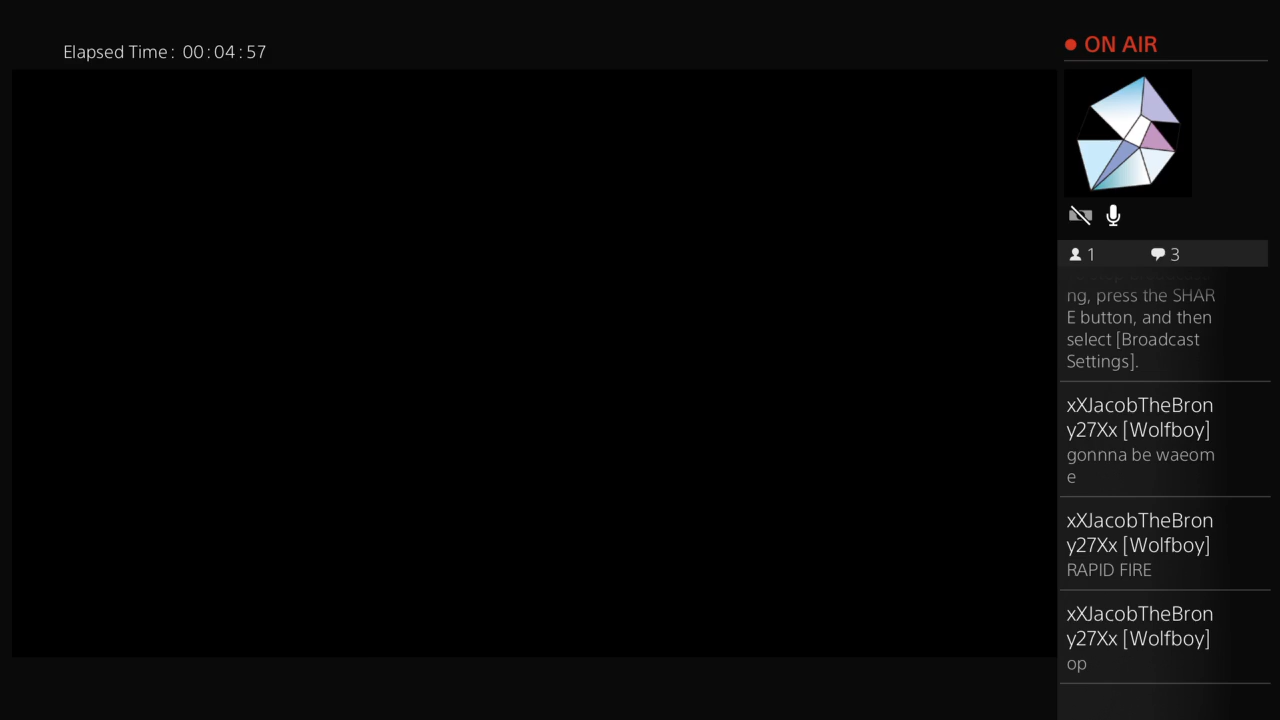 Elapsed Time: 00:04:57
ON AIR
1
3
ng, press the SHAR
E button, and then
select [Broadcast
Settings].
xXJacobTheBron
y27Xx [Wolfboy]
gonnna be waeom
e
xXJacobTheBron
y27Xx [Wolfboy]
RAPID FIRE
xXJacobTheBron
y27Xx [Wolfboy]
op